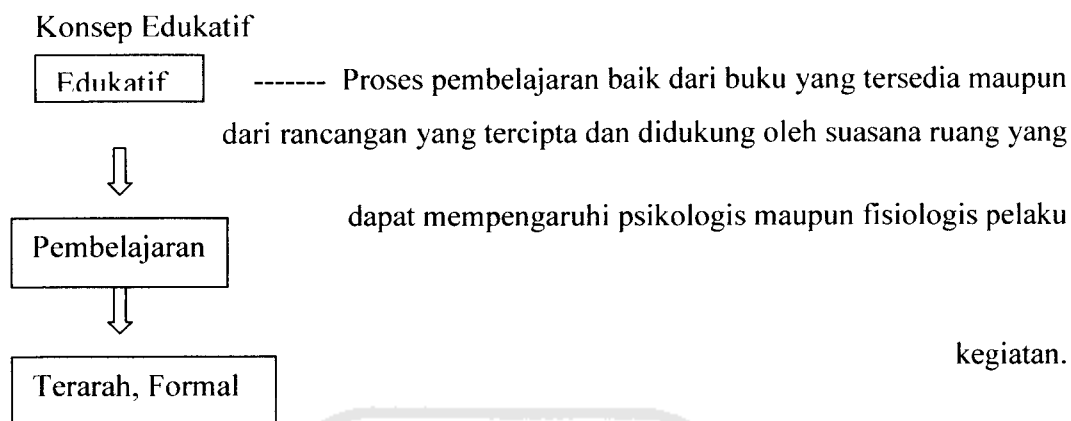 Konsep Edukatif
Edukatif ------- Proses pembelajaran baik dari buku yang tersedia maupun
dari rancangan yang tercipta dan didukung oleh suasana ruang yang
dapat mempengaruhi psikologis maupun fisiologis pelaku
Pembelajaran
kegiatan.
Terarah, Formal